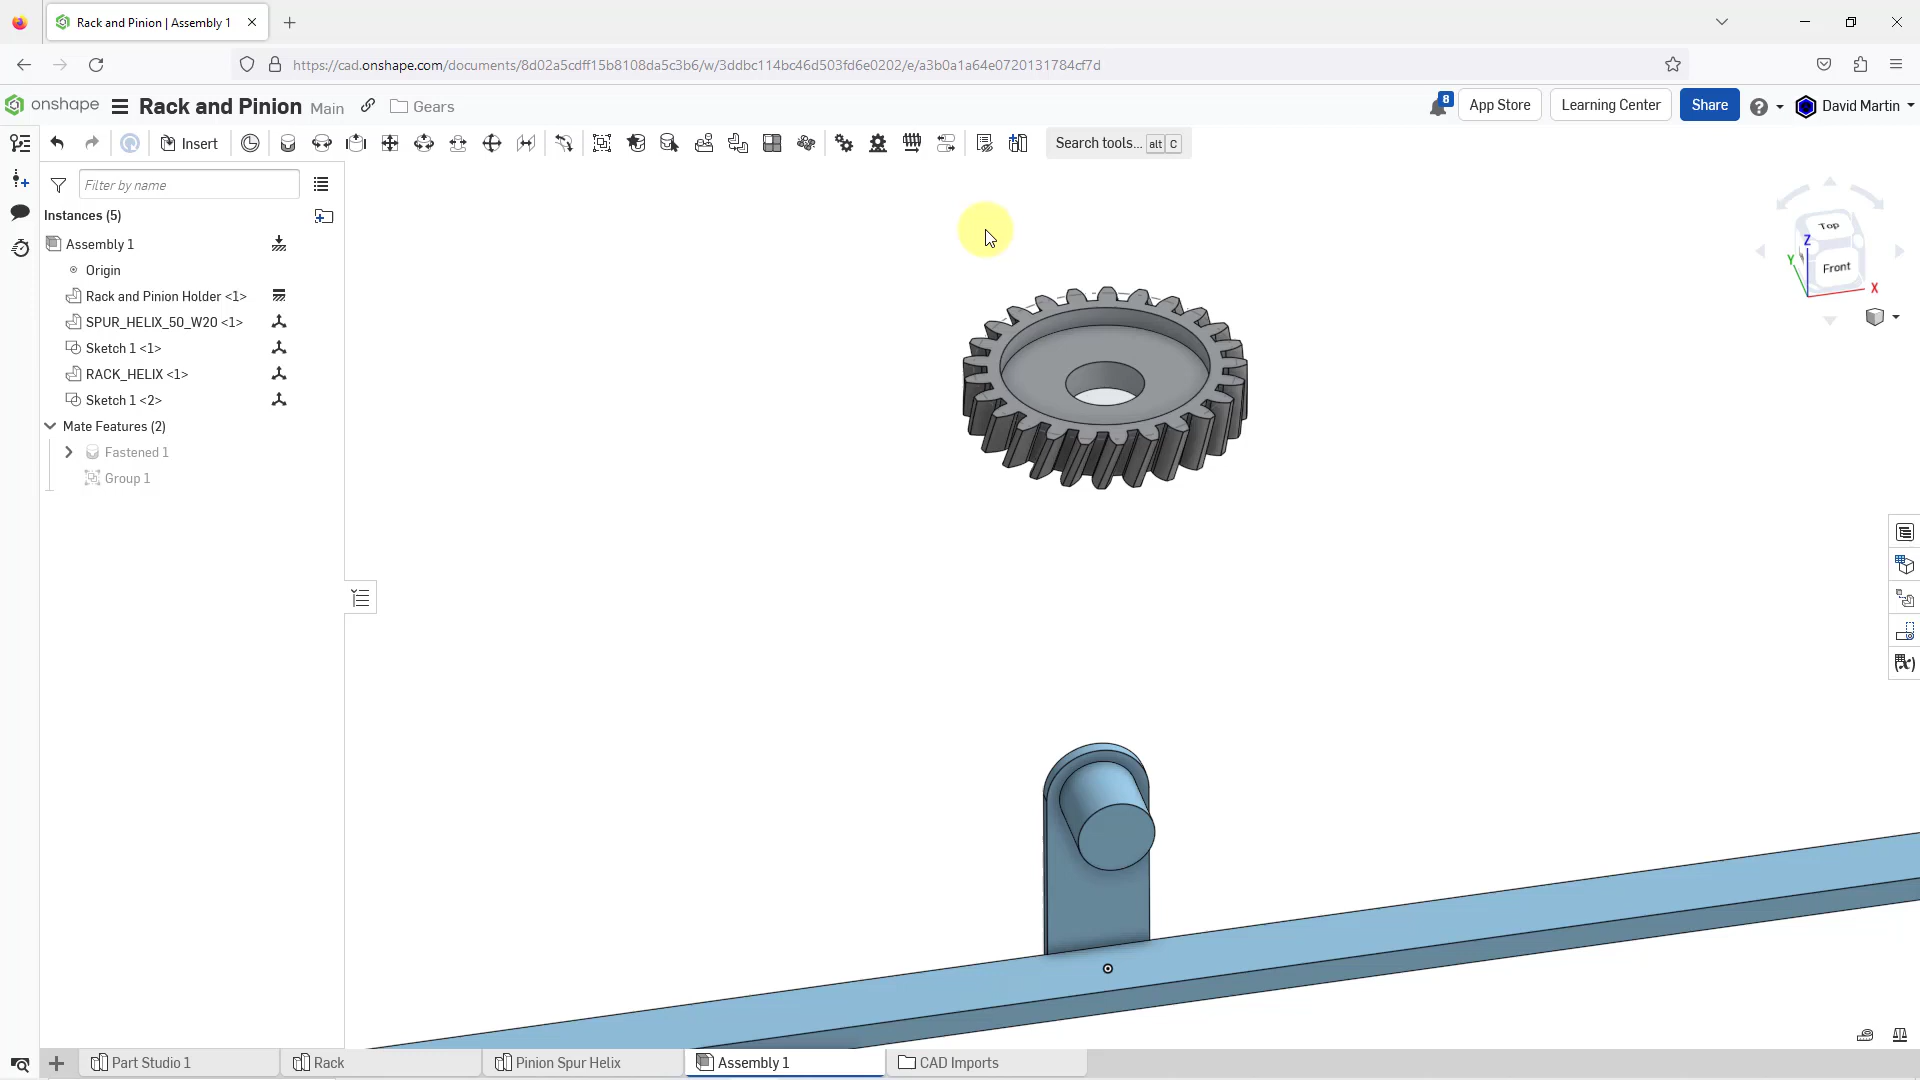 Rack and Pinion | Assembly 1
https://cad.onshape.com/documents/8d02a5cdff15b8108da5c3b6/w/3ddbc114bc46d503fd6e0202/e/a3b0a1a64e0720131784cf7d
onshape Rack and Pinion Main Gears 8 App Store Learning Center Share David Martin
Insert Search tools... alt C
Filter by name
Instances (5)
Assembly 1
Origin
Rack and Pinion Holder <1>
SPUR_HELIX_50_W20 <1>
Sketch 1 <1>
RACK_HELIX <1>
Sketch 1 <2>
Mate Features (2)
Fastened 1
Group 1
Top
Z
Y
Front
X
Part Studio 1 Rack Pinion Spur Helix Assembly 1 CAD Imports